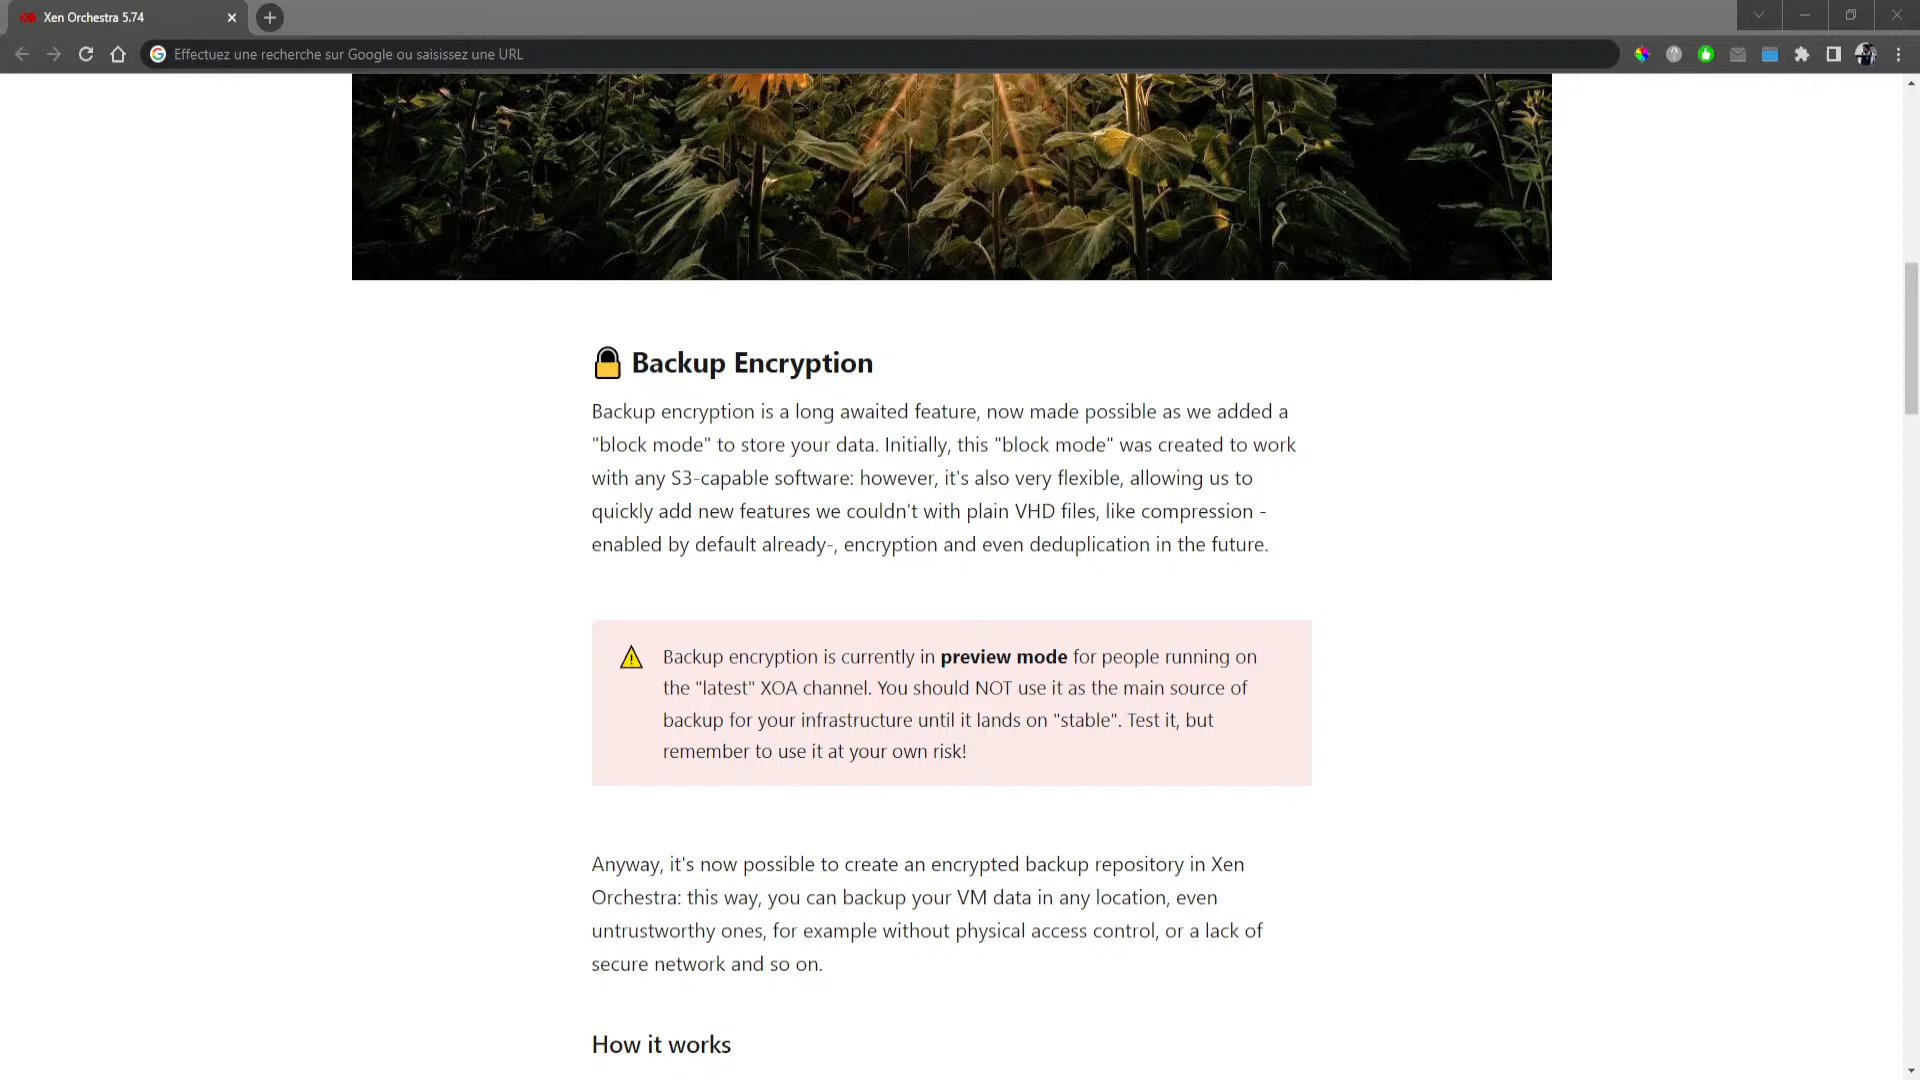 Xen Orchestra 5.74
Effectuez une recherche sur Google ou saisissez une URL
Backup Encryption
Backup encryption is a long awaited feature, now made possible as we added a
"block mode" to store your data. Initially, this "block mode" was created to work
with any S3-capable software: however, it's also very flexible, allowing us to
quickly add new features we couldn't with plain VHD files, like compression -
enabled by default already-, encryption and even deduplication in the future.
Backup encryption is currently in preview mode for people running on
the "latest" XOA channel. You should NOT use it as the main source of
backup for your infrastructure until it lands on "stable". Test it, but
remember to use it at your own risk!
Anyway, it's now possible to create an encrypted backup repository in Xen
Orchestra: this way, you can backup your VM data in any location, even
untrustworthy ones, for example without physical access control, or a lack of
secure network and so on.
How it works